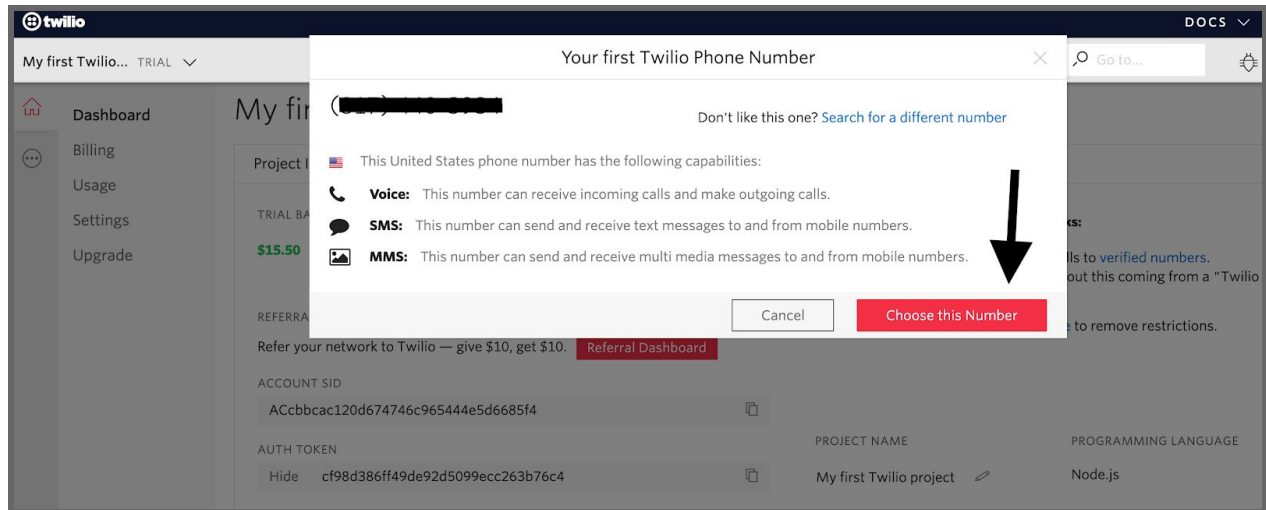 twilio
DOCS
My first Twilio... TRIAL
Your first Twilio Phone Number
Go to...
Dashboard
Billing
Usage
Settings
Upgrade
My fir
Don't like this one? Search for a different number
Project I
This United States phone number has the following capabilities:
Voice: This number can receive incoming calls and make outgoing calls.
TRIAL BA
SMS: This number can send and receive text messages to and from mobile numbers.
ks:
$15.50
MMS: This number can send and receive multi media messages to and from mobile numbers.
lls to verified numbers.
out this coming from a "Twilio
Cancel
Choose this Number
REFERRA
e to remove restrictions.
Refer your network to Twilio — give $10, get $10. Referral Dashboard
ACCOUNT SID
ACcbbcac120d674746c965444e5d6685f4
AUTH TOKEN
Hide cf98d386ff49de92d5099ecc263b76c4
PROJECT NAME
My first Twilio project
PROGRAMMING LANGUAGE
Node.js